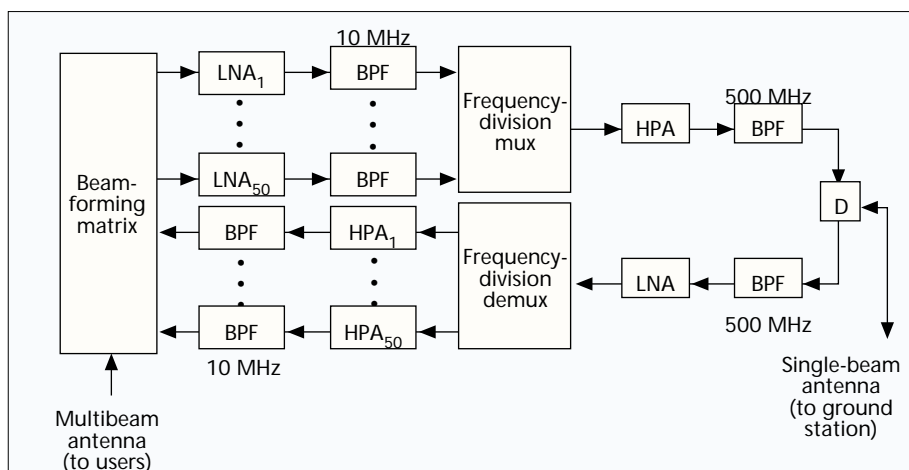 10 MHz
LNA1
BPF
Frequency-
division
mux
500 MHz
HPA
BPF
Beam-
forming
matrix
LNA50
BPF
D
BPF
HPA1
Frequency-
division
demux
LNA
BPF
500 MHz
BPF
HPA50
10 MHz
Single-beam
antenna
(to ground
station)
Multibeam
antenna
(to users)